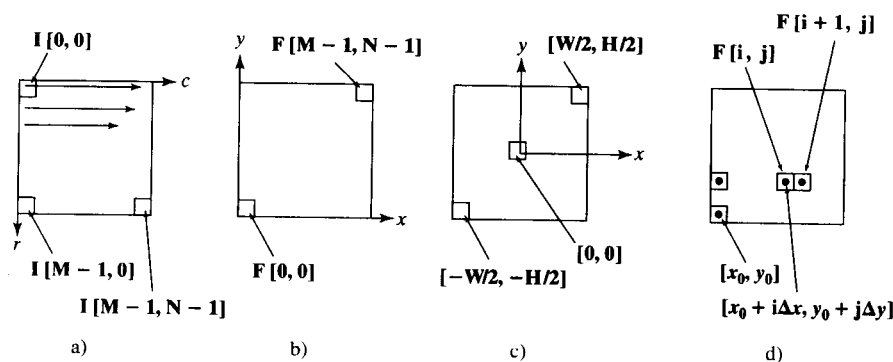 I [0, 0]
c
r
I [M − 1, 0]
I [M − 1, N − 1]
a)
y
F [M − 1, N − 1]
x
F [0, 0]
b)
[W/2, H/2]
y
x
[0, 0]
[−W/2, −H/2]
c)
F [i + 1, j]
F [i, j]
[x₀, y₀]
[x₀ + iΔx, y₀ + jΔy]
d)